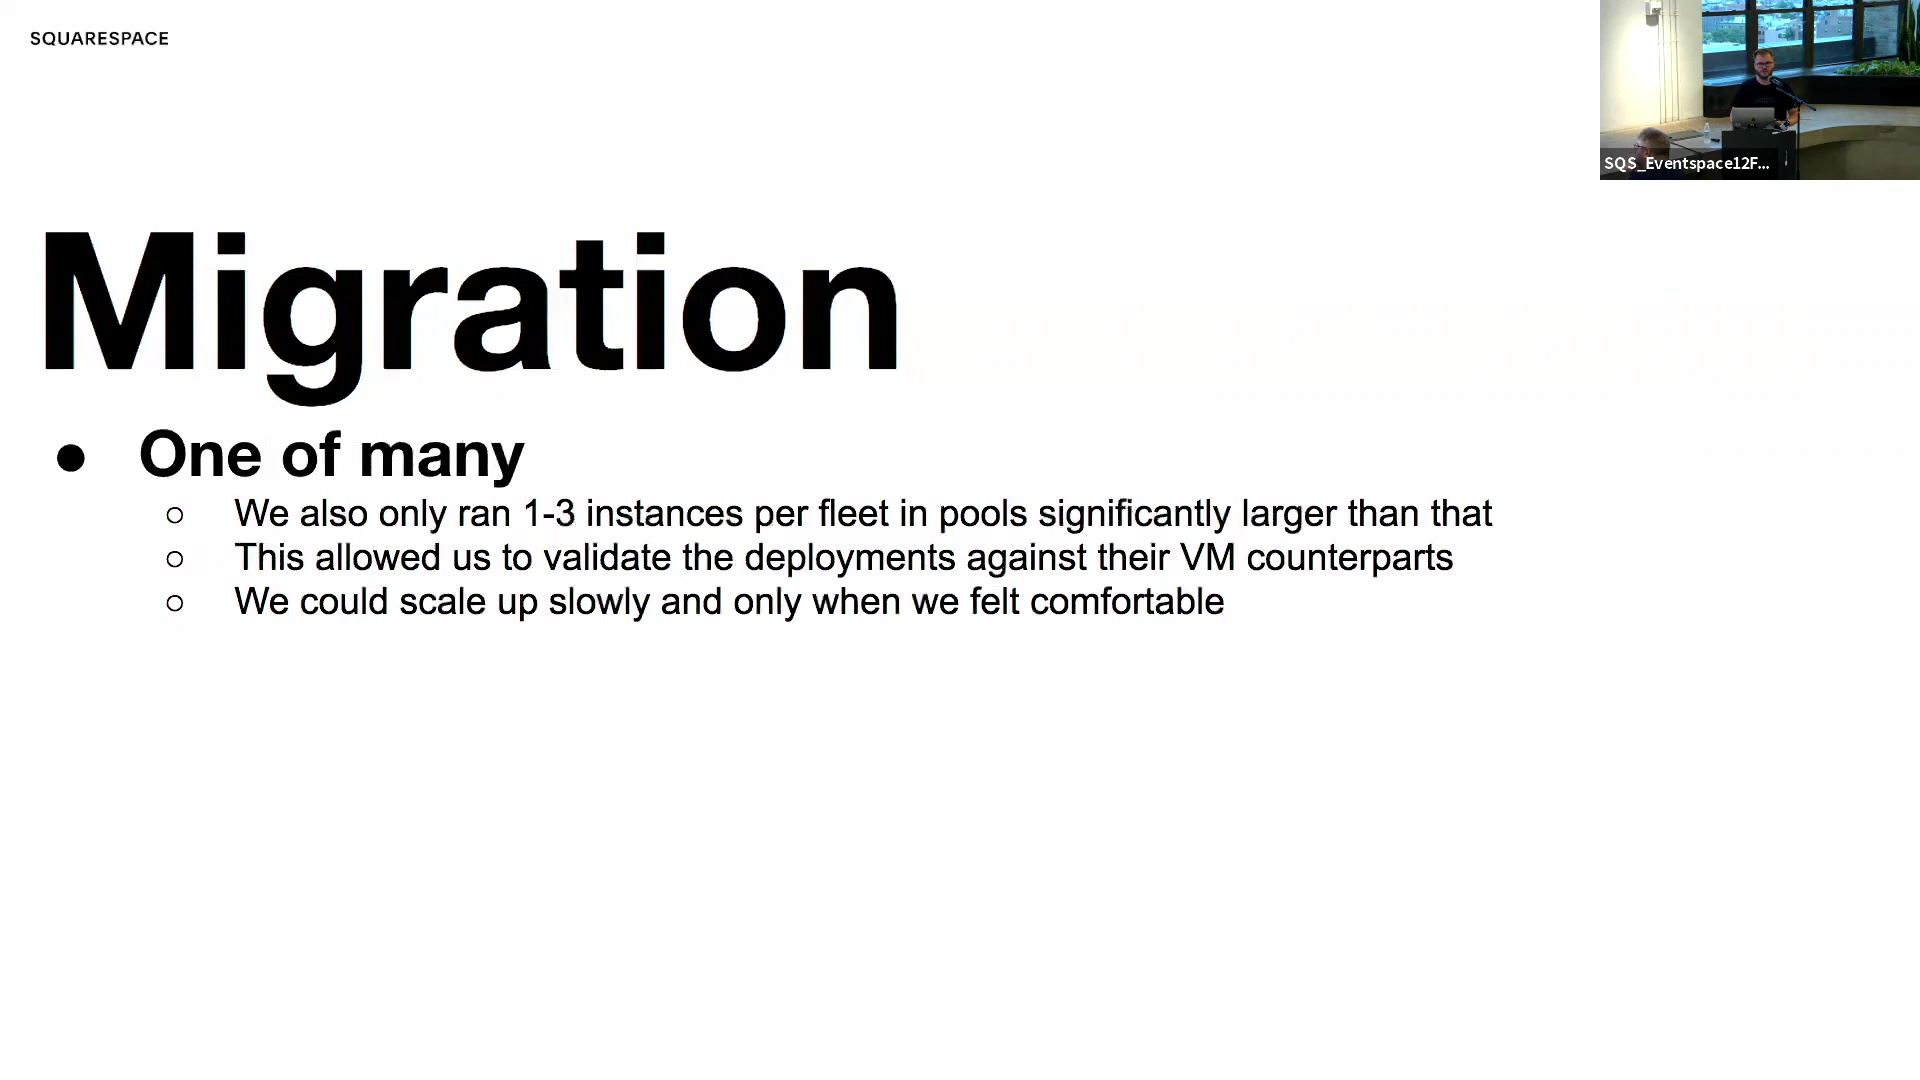 SQUARESPACE
SQS_Eventspace12F...
Migration
● One of many
○ We also only ran 1-3 instances per fleet in pools significantly larger than that
○ This allowed us to validate the deployments against their VM counterparts
○ We could scale up slowly and only when we felt comfortable